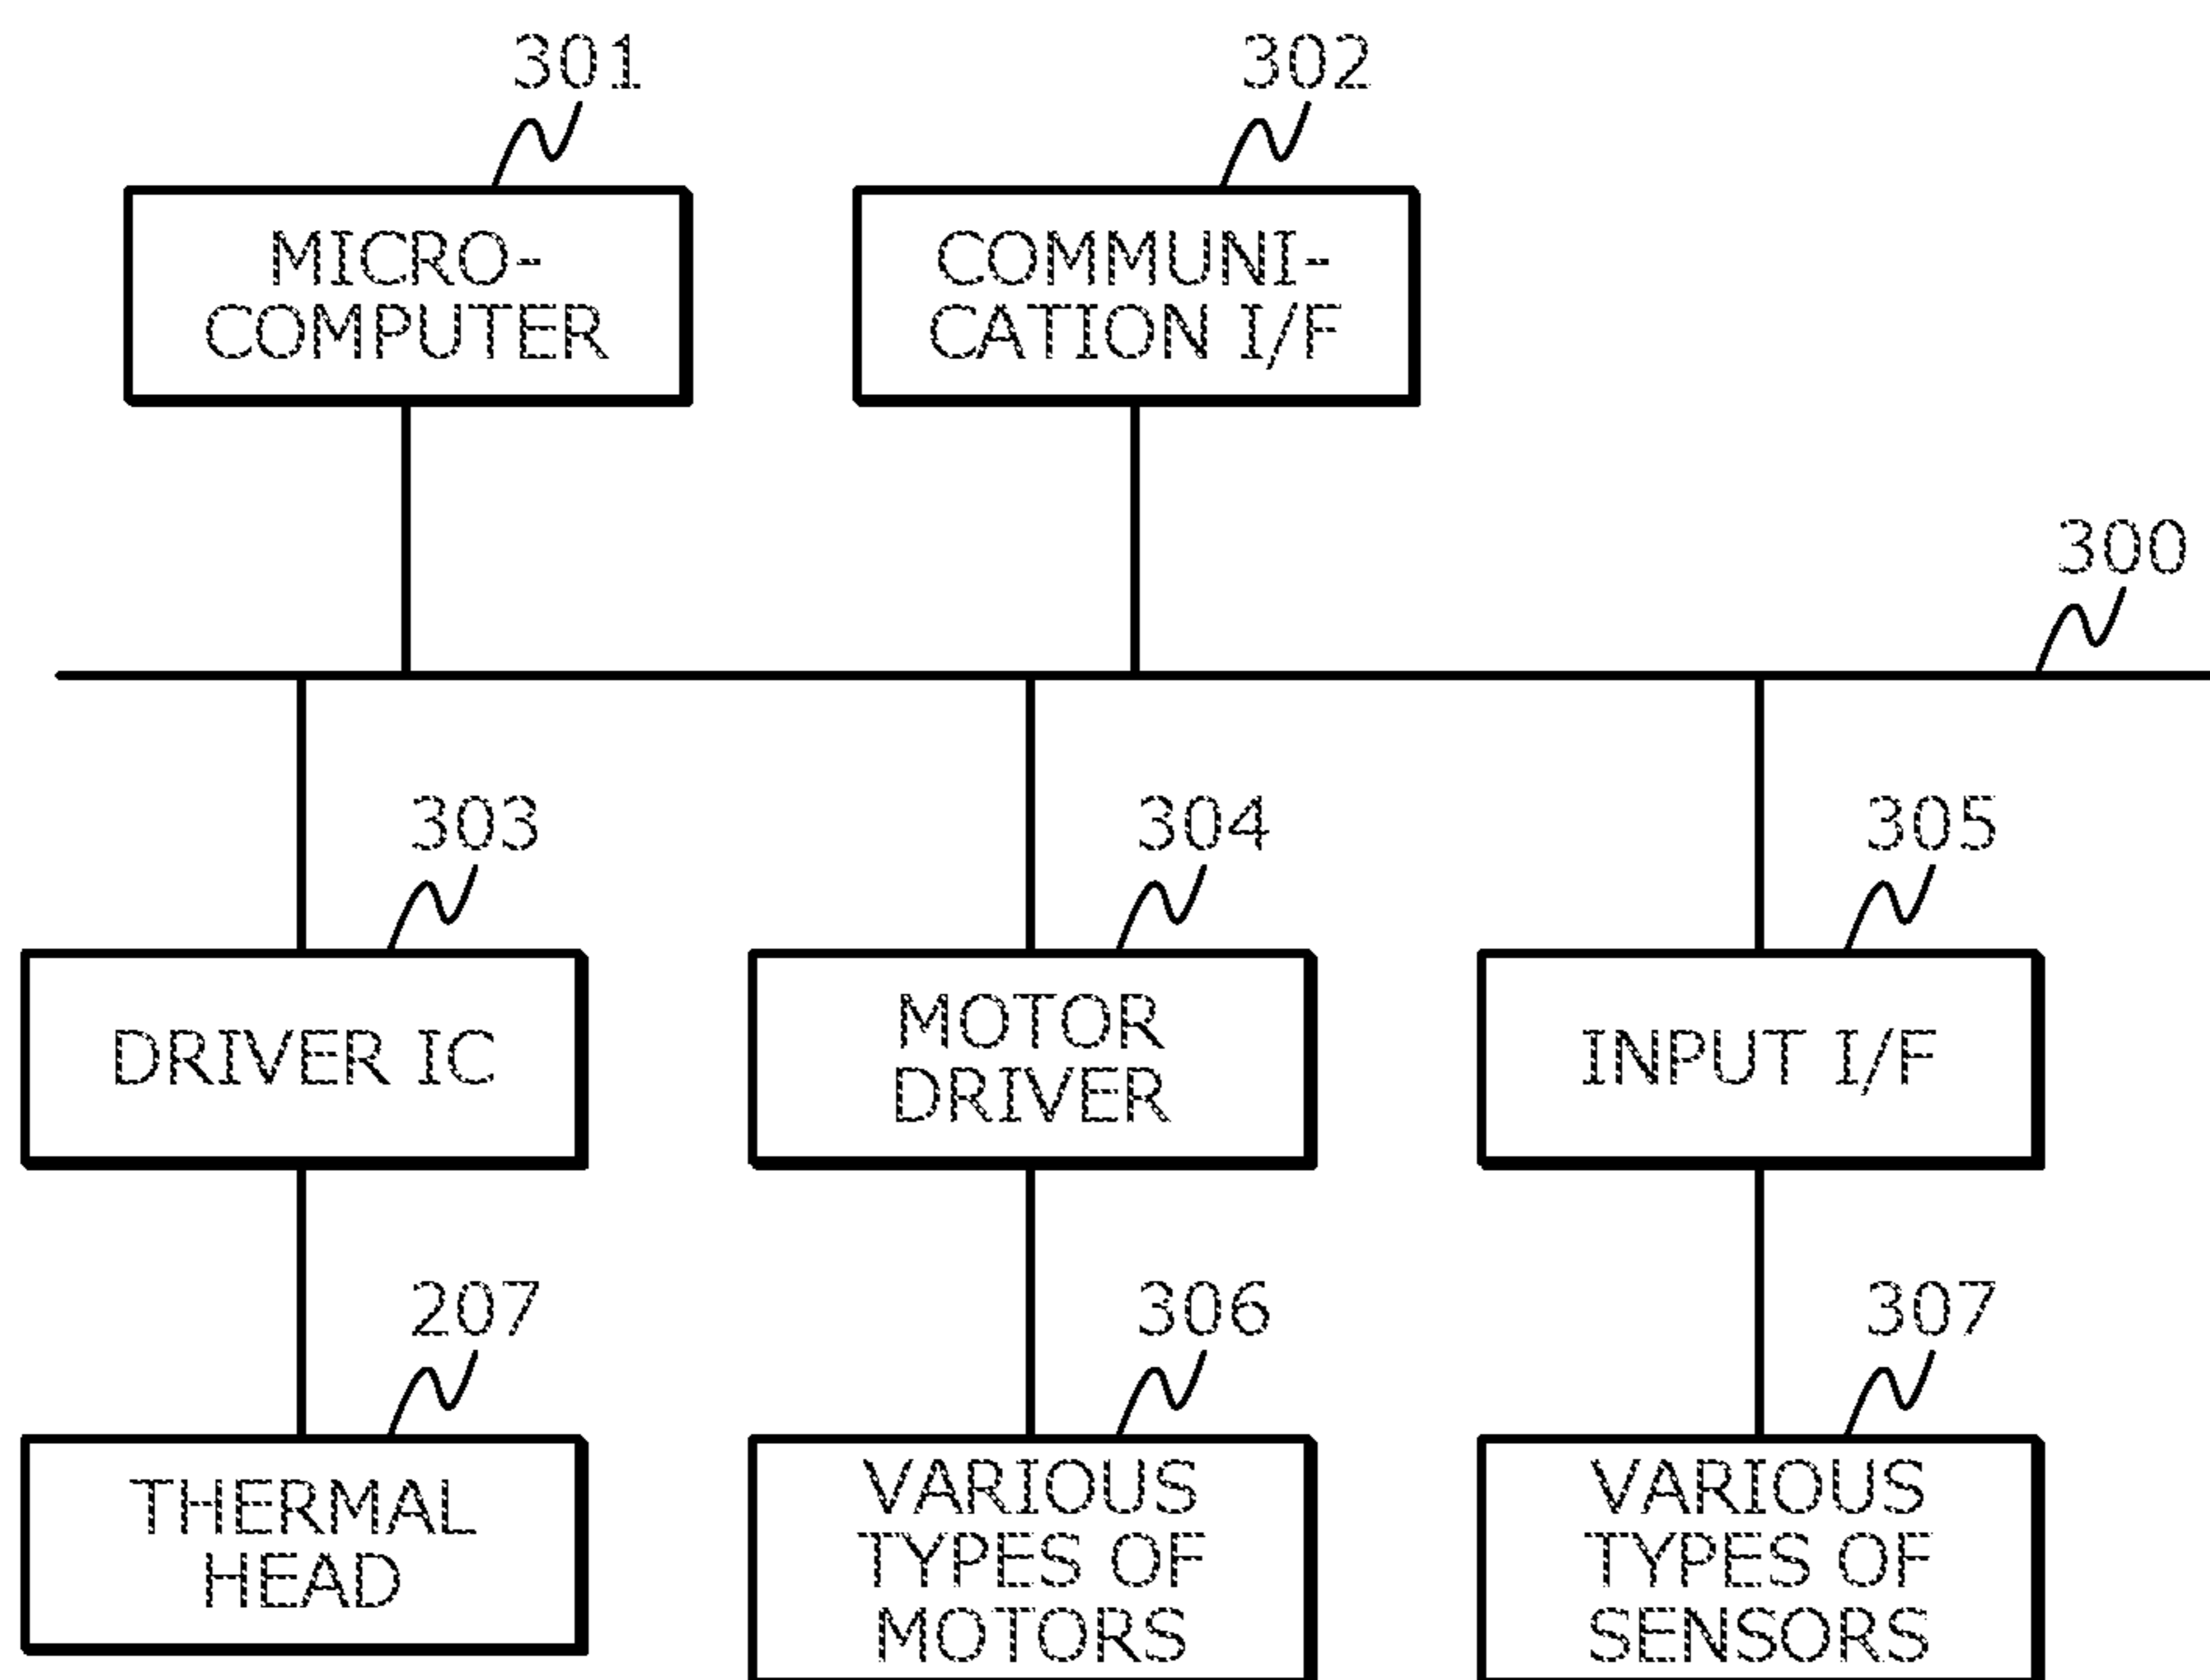 301
302
MICRO-
COMPUTER
COMMUNI-
CATION I/F
300
303
304
305
DRIVER IC
MOTOR
DRIVER
INPUT I/F
207
306
307
THERMAL
HEAD
VARIOUS
TYPES OF
MOTORS
VARIOUS
TYPES OF
SENSORS